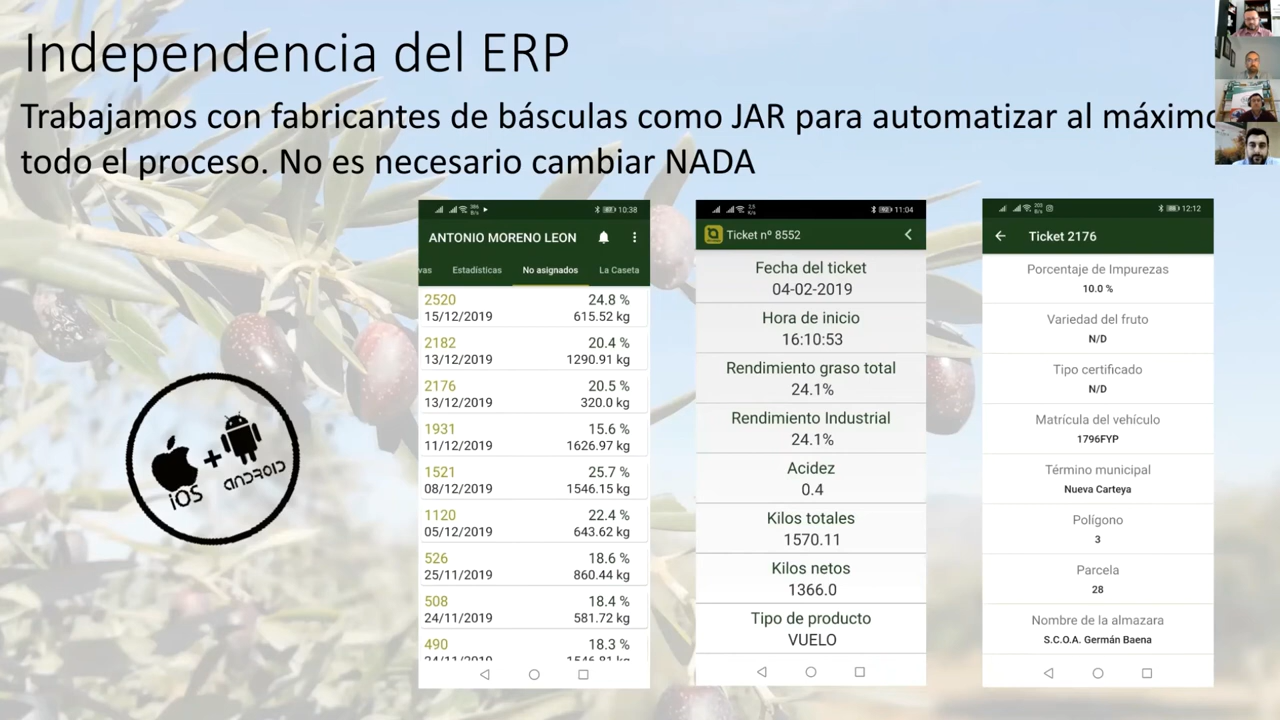 Independencia del ERP
Trabajamos con fabricantes de básculas como JAR para automatizar al máximo
todo el proceso. No es necesario cambiar NADA
iOS + ANDROID
10:38
ANTONIO MORENO LEON
vas Estadísticas No asignados La Caseta
2520 24.8 %
15/12/2019 615.52 kg
2182 20.4 %
13/12/2019 1290.91 kg
2176 20.5 %
13/12/2019 320.0 kg
1931 15.6 %
11/12/2019 1626.97 kg
1521 25.7 %
08/12/2019 1546.15 kg
1120 22.4 %
05/12/2019 643.62 kg
526 18.6 %
25/11/2019 860.44 kg
508 18.4 %
24/11/2019 581.72 kg
490 18.3 %
24/11/2019 1546.81 kg
11:04
Ticket nº 8552
Fecha del ticket
04-02-2019
Hora de inicio
16:10:53
Rendimiento graso total
24.1%
Rendimiento Industrial
24.1%
Acidez
0.4
Kilos totales
1570.11
Kilos netos
1366.0
Tipo de producto
VUELO
12:12
Ticket 2176
Porcentaje de Impurezas
10.0 %
Variedad del fruto
N/D
Tipo certificado
N/D
Matrícula del vehículo
1796FYP
Término municipal
Nueva Carteya
Polígono
3
Parcela
28
Nombre de la almazara
S.C.O.A. Germán Baena